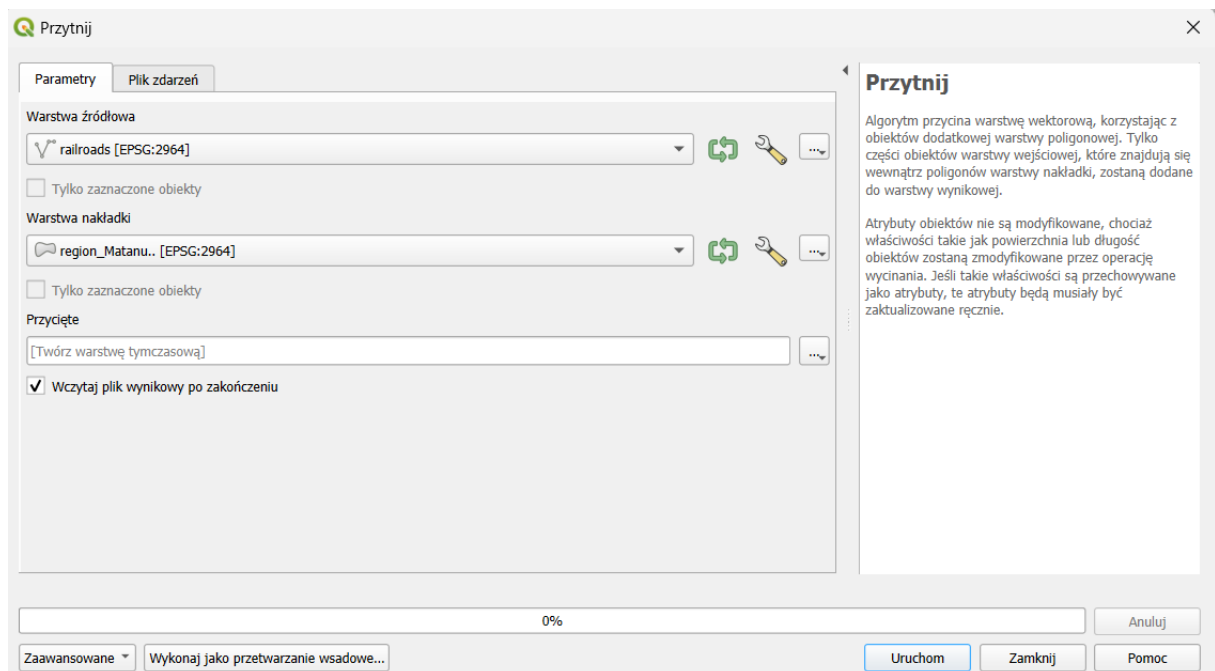 Przytnij
Parametry
Plik zdarzeń
Warstwa źródłowa
railroads [EPSG:2964]
...
Tylko zaznaczone obiekty
Warstwa nakładki
region_Matanu.. [EPSG:2964]
...
Tylko zaznaczone obiekty
Przycięte
[Twórz warstwę tymczasową]
...
Wczytaj plik wynikowy po zakończeniu
Przytnij
Algorytm przycina warstwę wektorową, korzystając z
obiektów dodatkowej warstwy poligonowej. Tylko
części obiektów warstwy wejściowej, które znajdują się
wewnątrz poligonów warstwy nakładki, zostaną dodane
do warstwy wynikowej.
Atrybuty obiektów nie są modyfikowane, chociaż
właściwości takie jak powierzchnia lub długość
obiektów zostaną zmodyfikowane przez operację
wycinania. Jeśli takie właściwości są przechowywane
jako atrybuty, te atrybuty będą musiały być
zaktualizowane ręcznie.
0%
Anuluj
Zaawansowane
Wykonaj jako przetwarzanie wsadowe...
Uruchom
Zamknij
Pomoc